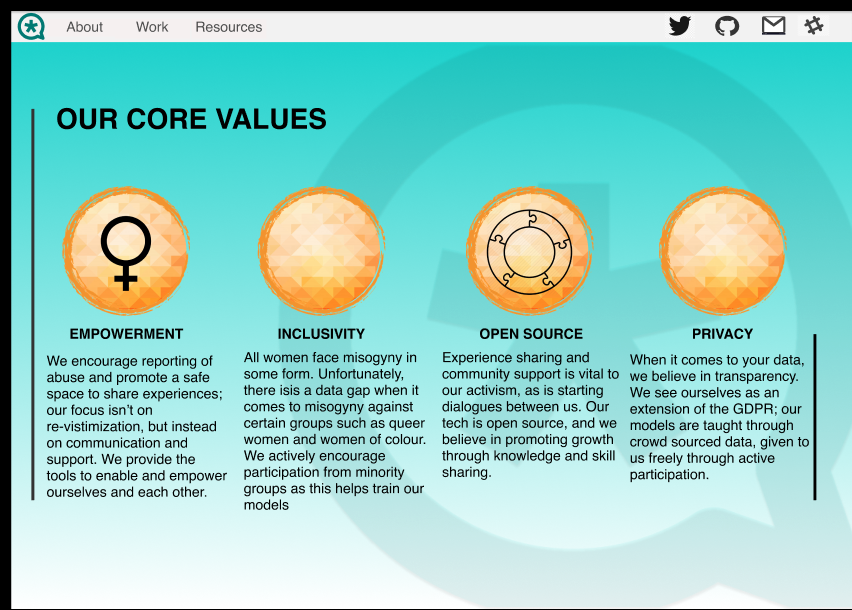 About Work Resources
OUR CORE VALUES
EMPOWERMENT
We encourage reporting of
abuse and promote a safe
space to share experiences;
our focus isn't on
re-vistimization, but instead
on communication and
support. We provide the
tools to enable and empower
ourselves and each other.
INCLUSIVITY
All women face misogyny in
some form. Unfortunately,
there isis a data gap when it
comes to misogyny against
certain groups such as queer
women and women of colour.
We actively encourage
participation from minority
groups as this helps train our
models
OPEN SOURCE
Experience sharing and
community support is vital to
our activism, as is starting
dialogues between us. Our
tech is open source, and we
believe in promoting growth
through knowledge and skill
sharing.
PRIVACY
When it comes to your data,
we believe in transparency.
We see ourselves as an
extension of the GDPR; our
models are taught through
crowd sourced data, given to
us freely through active
participation.